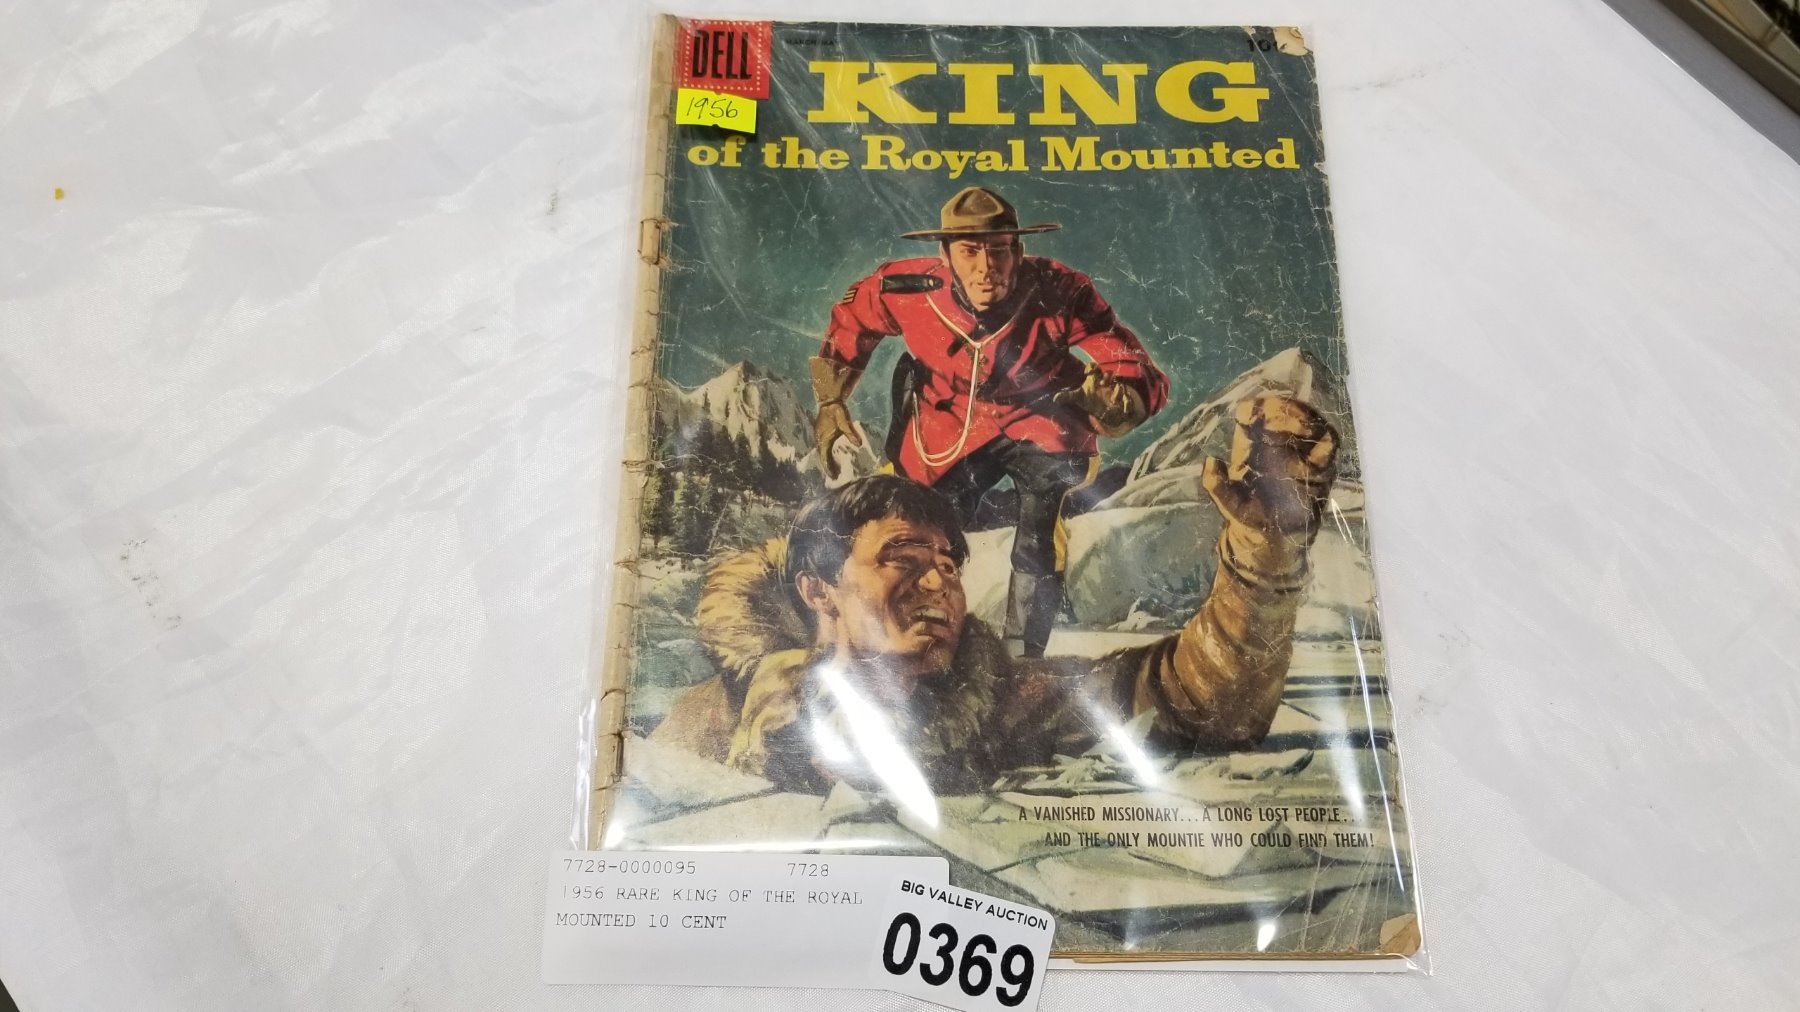 DELL
10¢
1956
KING
of the Royal Mounted
A VANISHED MISSIONARY...A LONG LOST PEOPLE...
AND THE ONLY MOUNTIE WHO COULD FIND THEM!
7728-0000095 7728
1956 RARE KING OF THE ROYAL
MOUNTED 10 CENT
BIG VALLEY AUCTION
0369